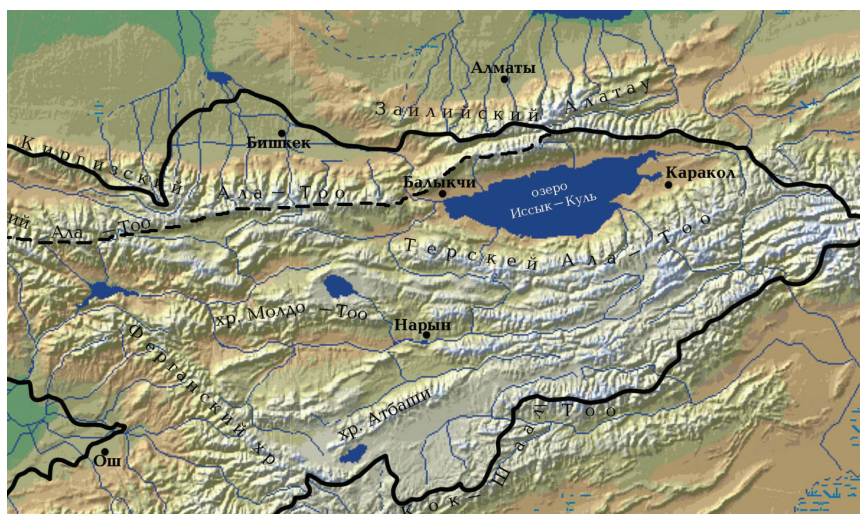 Алматы
Заилийский Алатау
Бишкек
Киргизский Ала-Тоо
Балыкчи
Каракол
озеро
Иссык-Куль
ий Ала-Тоо
Терскей Ала-Тоо
хр. Молдо-Тоо
Нарын
Ферганский хр
хр. Атбаши
Ош
Кок-Шаал Тоо